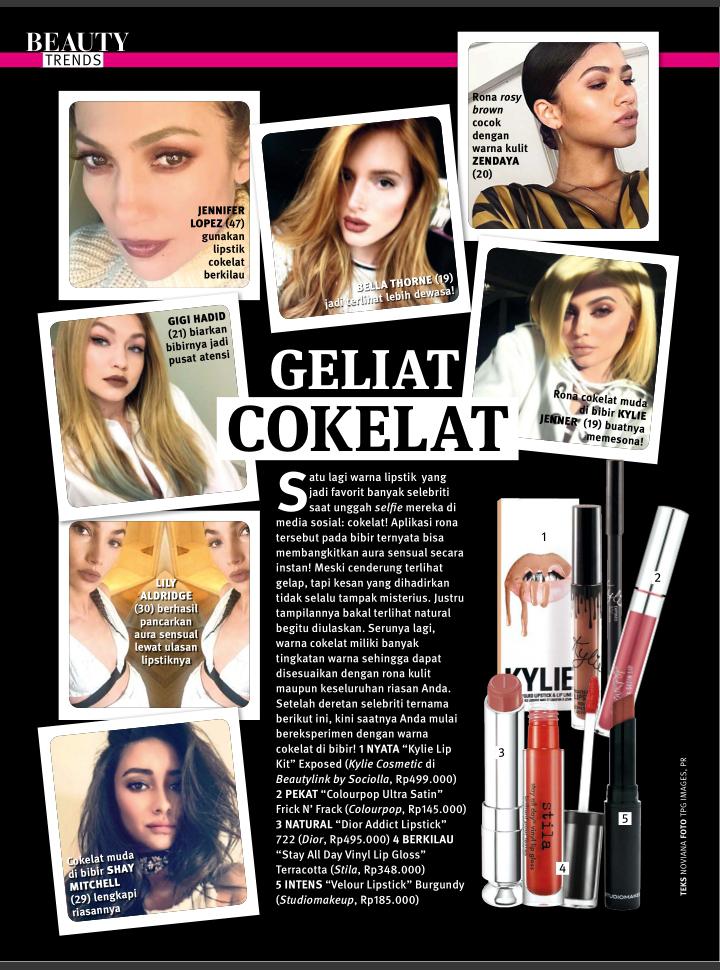 BEAUTY
TRENDS
JENNIFER
LOPEZ (47)
gunakan
lipstik
cokelat
berkilau
BELLA THORNE (19)
jadi terlihat lebih dewasa!
Rona rosy
brown
cocok
dengan
warna kulit
ZENDAYA
(20)
GIGI HADID
(21) biarkan
bibirnya jadi
pusat atensi
Rona cokelat muda
di bibir KYLIE
JENNER (19) buatnya
memesona!
LILY
ALDRIDGE
(30) berhasil
pancarkan
aura sensual
lewat ulasan
lipstiknya
Cokelat muda
di bibir SHAY
MITCHELL
(29) lengkapi
riasannya
GELIAT
COKELAT
Satu lagi warna lipstik yang
jadi favorit banyak selebriti
saat unggah selfie mereka di
media sosial: cokelat! Aplikasi rona
tersebut pada bibir ternyata bisa
membangkitkan aura sensual secara
instan! Meski cenderung terlihat
gelap, tapi kesan yang dihadirkan
tidak selalu tampak misterius. Justru
tampilannya bakal terlihat natural
begitu diulaskan. Serunya lagi,
warna cokelat miliki banyak
tingkatan warna sehingga dapat
disesuaikan dengan rona kulit
maupun keseluruhan riasan Anda.
Setelah deretan selebriti ternama
berikut ini, kini saatnya Anda mulai
bereksperimen dengan warna
cokelat di bibir! 1 NYATA “Kylie Lip
Kit” Exposed (Kylie Cosmetic di
Beautylink by Sociolla, Rp499.000)
2 PEKAT “Colourpop Ultra Satin”
Frick N’ Frack (Colourpop, Rp145.000)
3 NATURAL “Dior Addict Lipstick”
722 (Dior, Rp495.000) 4 BERKILAU
“Stay All Day Vinyl Lip Gloss”
Terracotta (Stila, Rp348.000)
5 INTENS “Velour Lipstick” Burgundy
(Studiomakeup, Rp185.000)
1
2
3
4
5
KYLIE
Kylie
stila
stay all day vinyl lip gloss
TEKS NOVIANA FOTO TPG IMAGES, PR